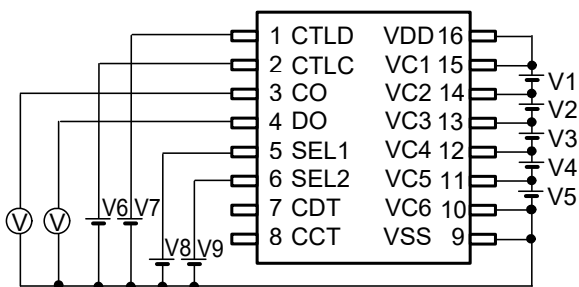 1 CTLD VDD 16
2 CTLC VC1 15
3 CO VC2 14
4 DO VC3 13
5 SEL1 VC4 12
6 SEL2 VC5 11
7 CDT VC6 10
8 CCT VSS 9
V1
V2
V3
V4
V5
V V
V6 V7
V8 V9